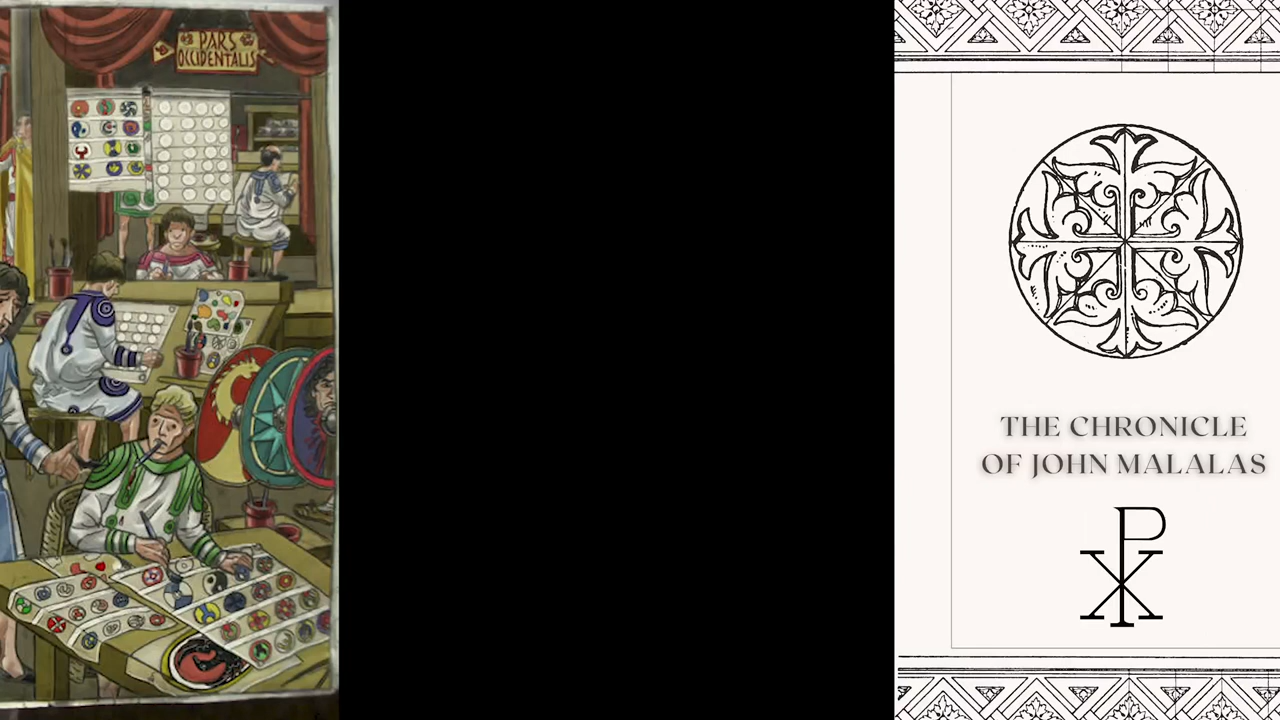 PARS
OCCIDENTALIS
THE CHRONICLE
OF JOHN MALALAS